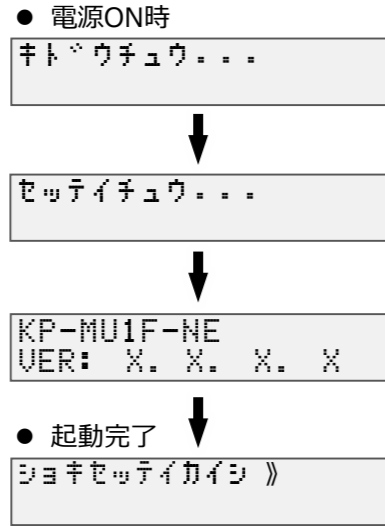 ● 電源ON時
キドウチュウ...
セッテイチュウ...
KP-MU1F-NE
VER: X. X. X. X
● 起動完了
ショキセッテイカイシ 》